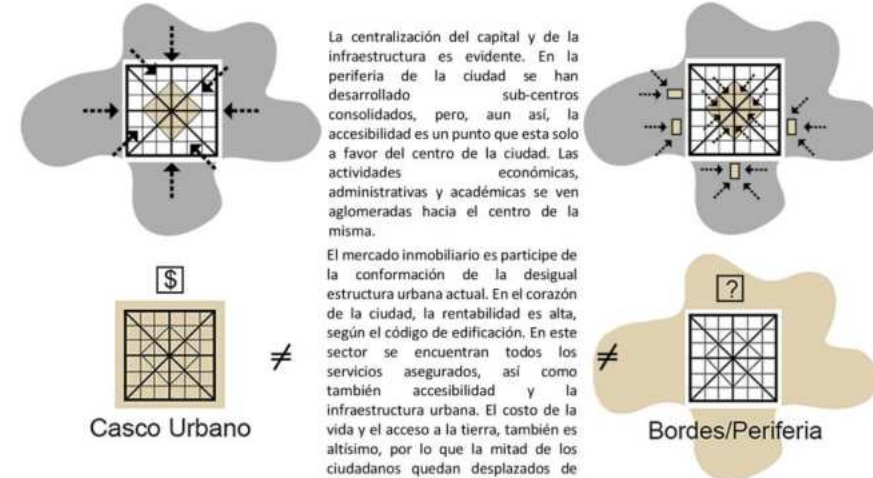 La centralización del capital y de la
infraestructura es evidente. En la
periferia de la ciudad se han
desarrollado sub-centros
consolidados, pero, aun así, la
accesibilidad es un punto que esta solo
a favor del centro de la ciudad. Las
actividades económicas,
administrativas y académicas se ven
aglomeradas hacia el centro de la
misma.
El mercado inmobiliario es participe de
la conformación de la desigual
estructura urbana actual. En el corazón
de la ciudad, la rentabilidad es alta,
según el código de edificación. En este
sector se encuentran todos los
servicios asegurados, así como
también accesibilidad y la
infraestructura urbana. El costo de la
vida y el acceso a la tierra, también es
altísimo, por lo que la mitad de los
ciudadanos quedan desplazados de
$
≠
Casco Urbano
?
≠
Bordes/Periferia